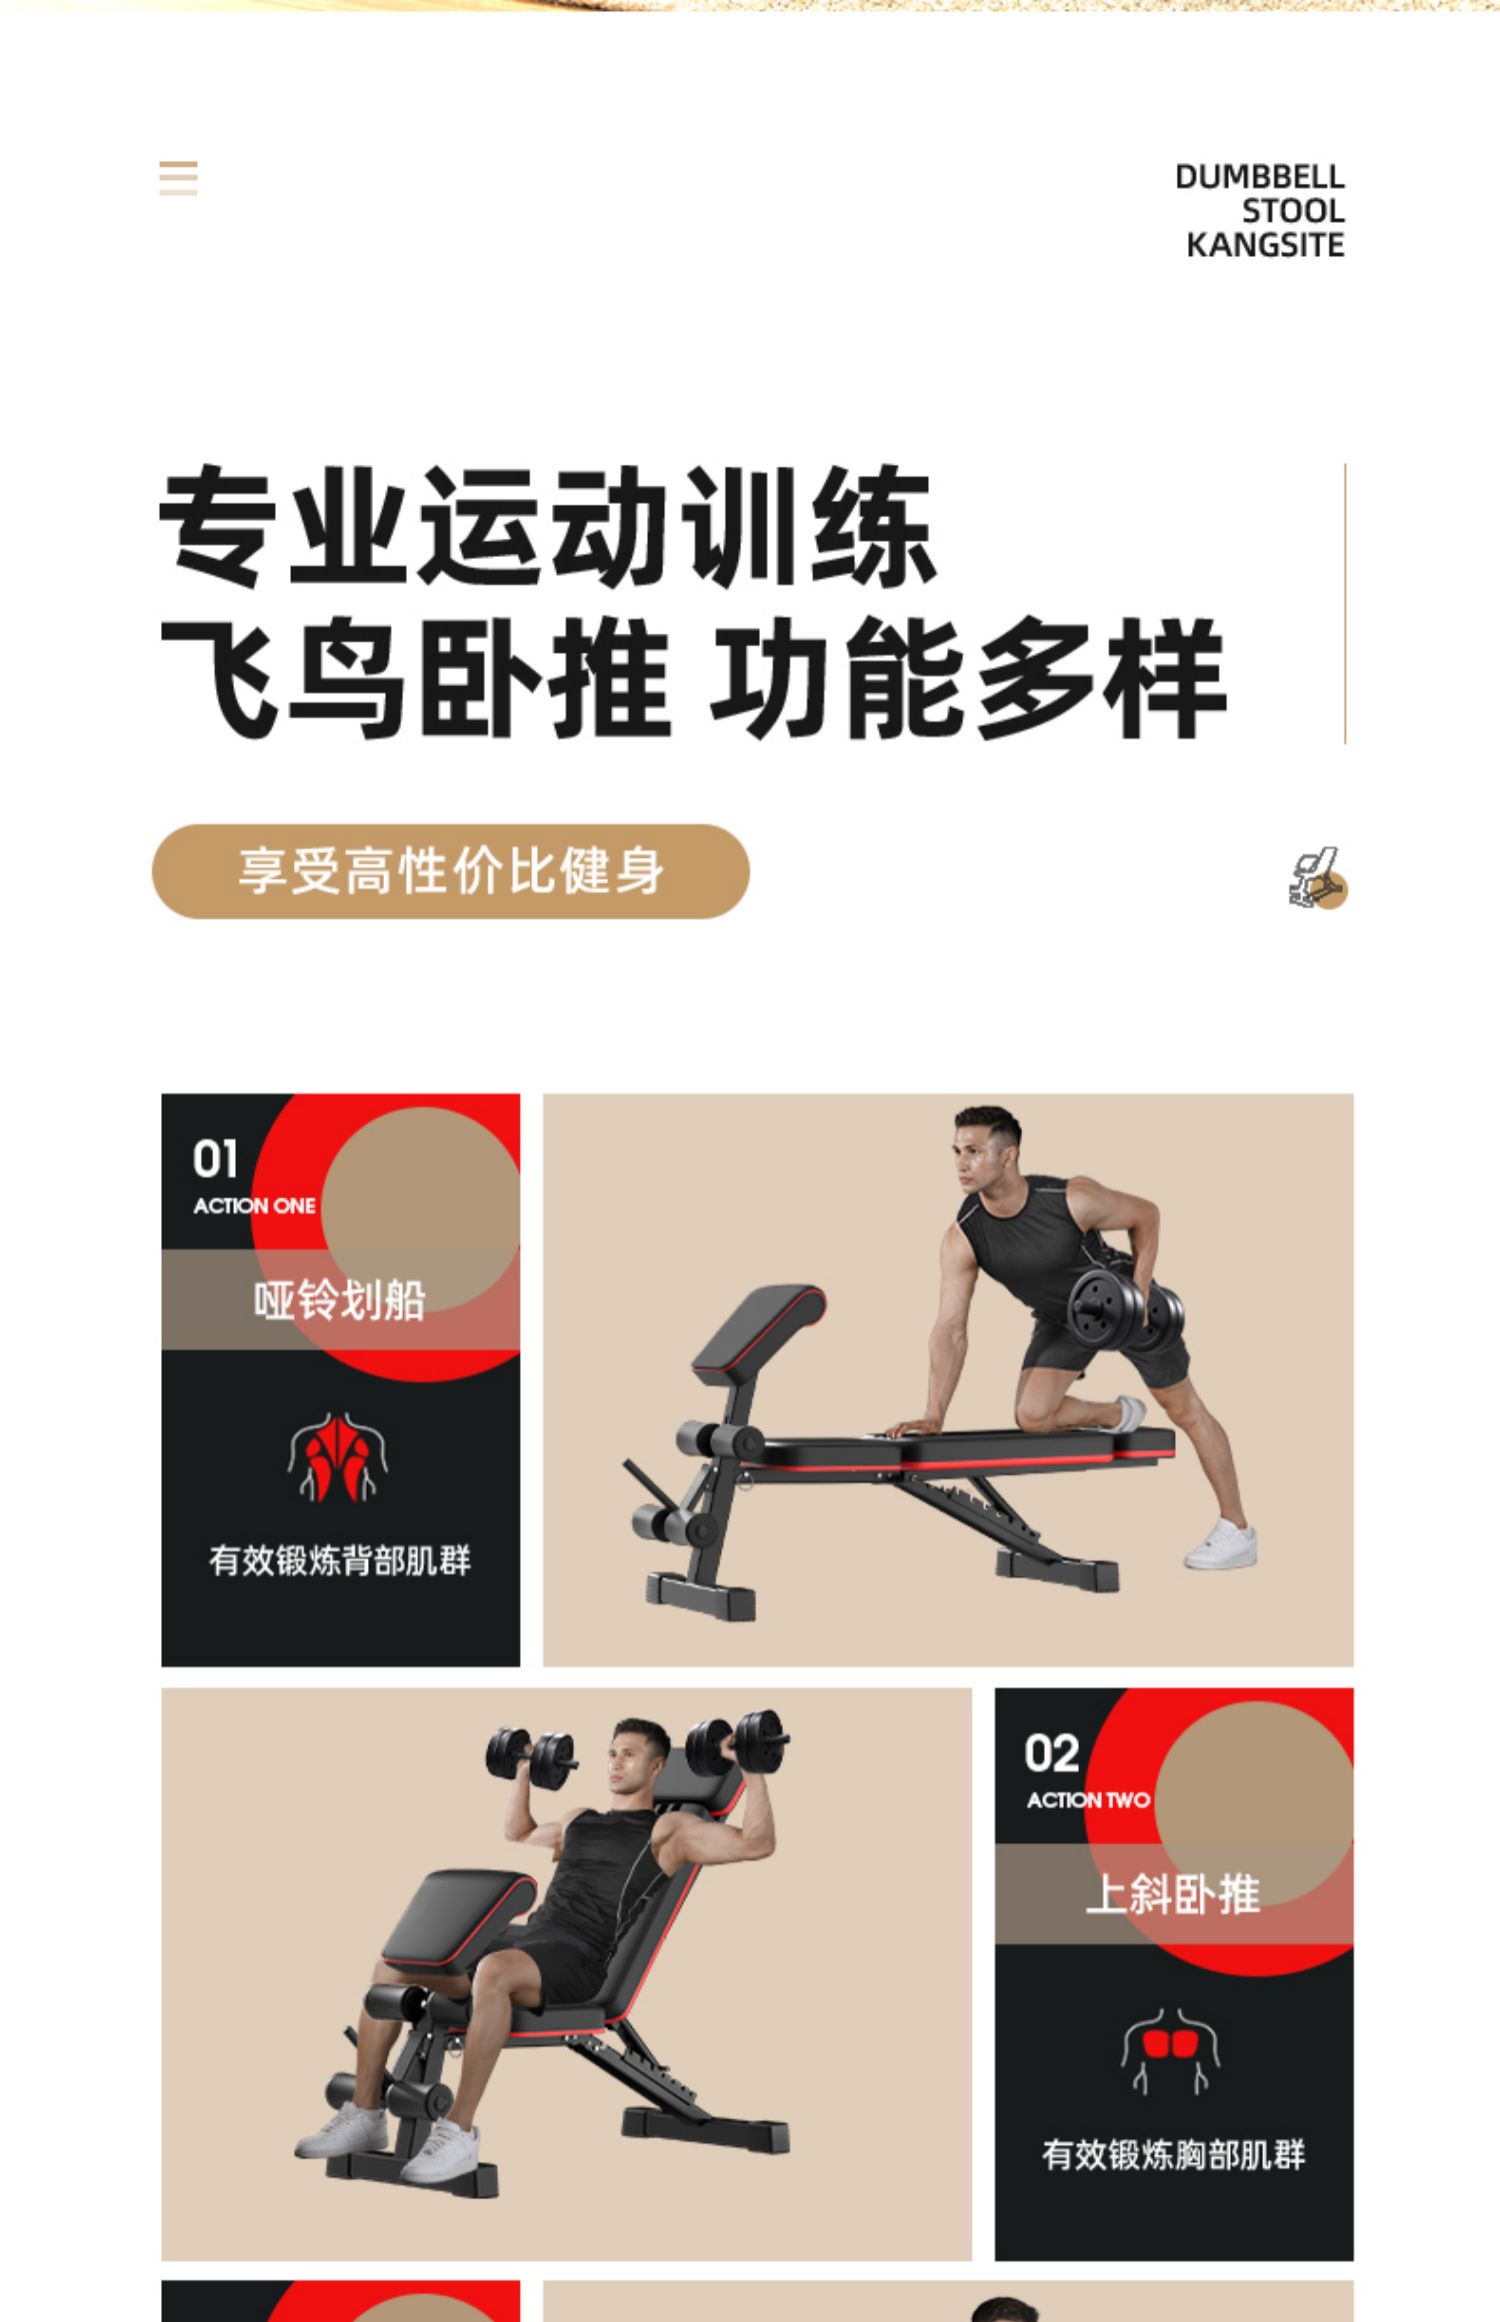 DUMBBELL
STOOL
KANGSITE
专业运动训练
飞鸟卧推 功能多样
享受高性价比健身
01
ACTION ONE
哑铃划船
有效锻炼背部肌群
02
ACTION TWO
上斜卧推
有效锻炼胸部肌群